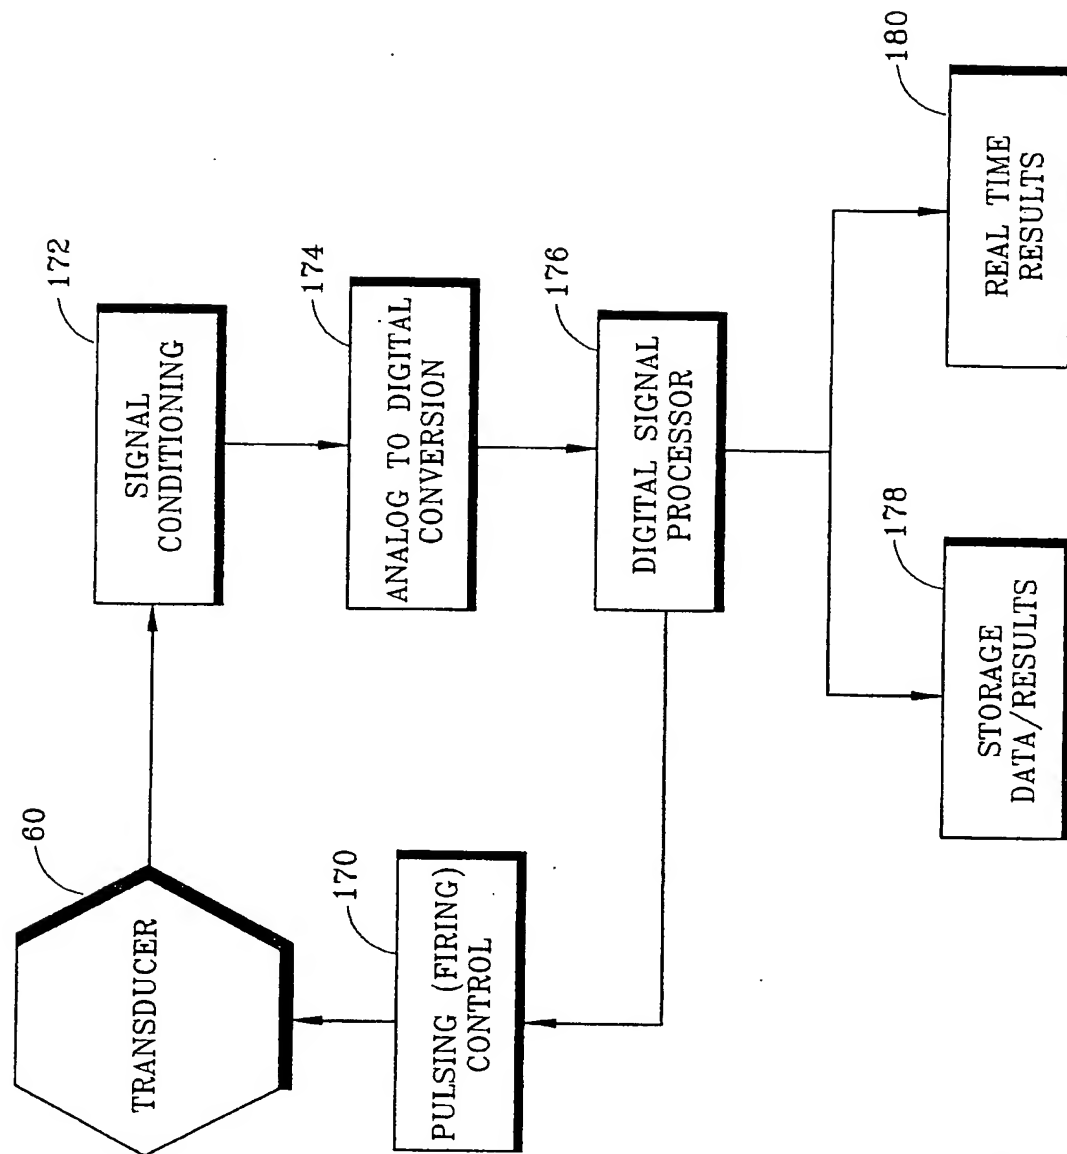 60
TRANSDUCER
170
PULSING (FIRING)
CONTROL
172
SIGNAL
CONDITIONING
174
ANALOG TO DIGITAL
CONVERSION
176
DIGITAL SIGNAL
PROCESSOR
178
STORAGE
DATA/RESULTS
180
REAL TIME
RESULTS